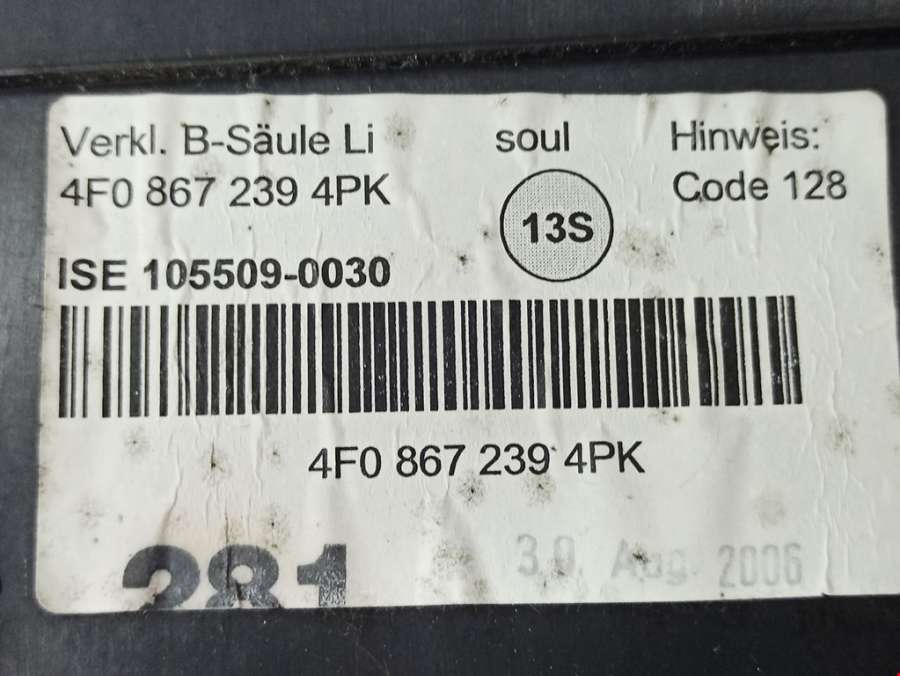 Verkl. B-Säule Li soul Hinweis:
4F0 867 239 4PK Code 128
13S
ISE 105509-0030
4F0 867 239 4PK
281 30. Aug. 2006